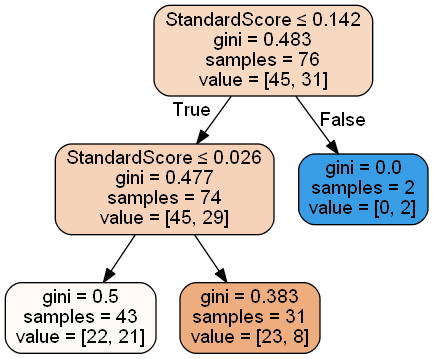 StandardScore ≤ 0.142
gini = 0.483
samples = 76
value = [45, 31]
True
False
StandardScore ≤ 0.026
gini = 0.477
samples = 74
value = [45, 29]
gini = 0.0
samples = 2
value = [0, 2]
gini = 0.5
samples = 43
value = [22, 21]
gini = 0.383
samples = 31
value = [23, 8]